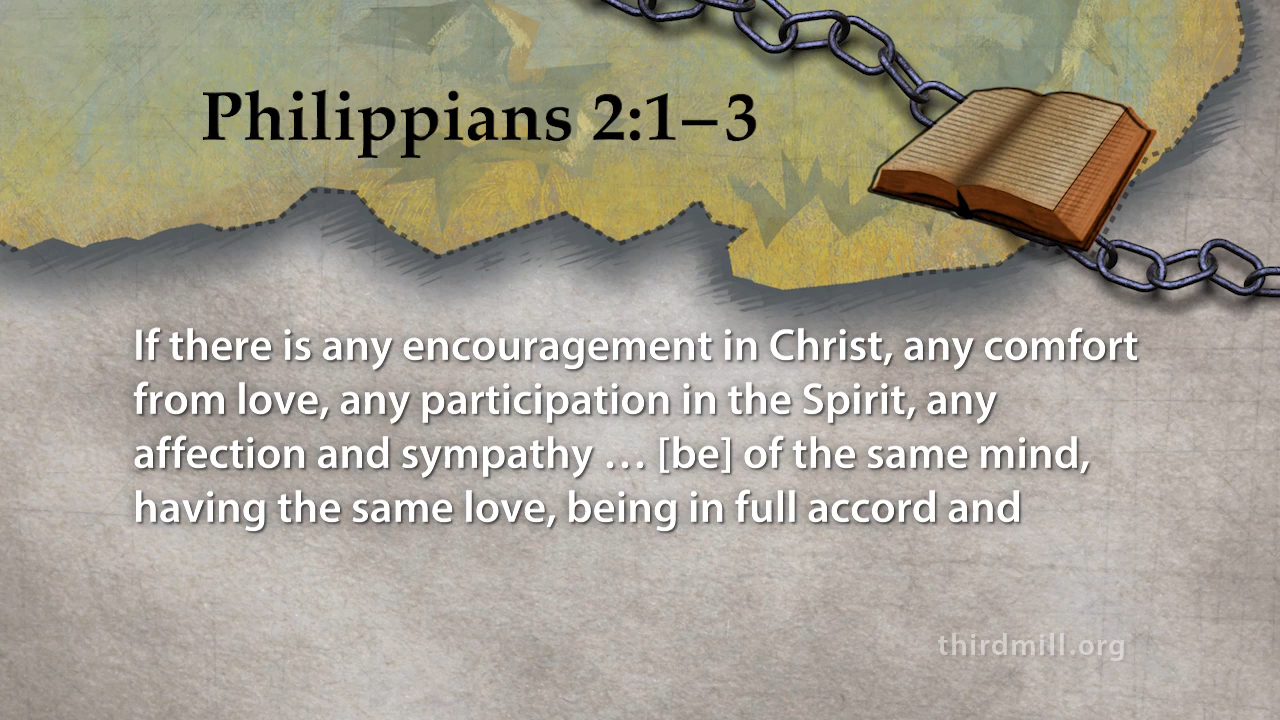 Philippians 2:1–3
If there is any encouragement in Christ, any comfort
from love, any participation in the Spirit, any
affection and sympathy … [be] of the same mind,
having the same love, being in full accord and
thirdmill.org